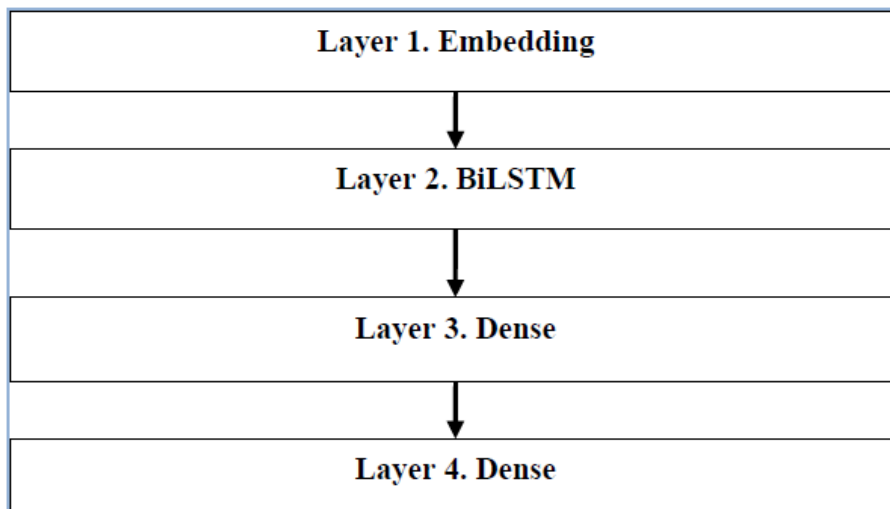 Layer 1. Embedding
Layer 2. BiLSTM
Layer 3. Dense
Layer 4. Dense